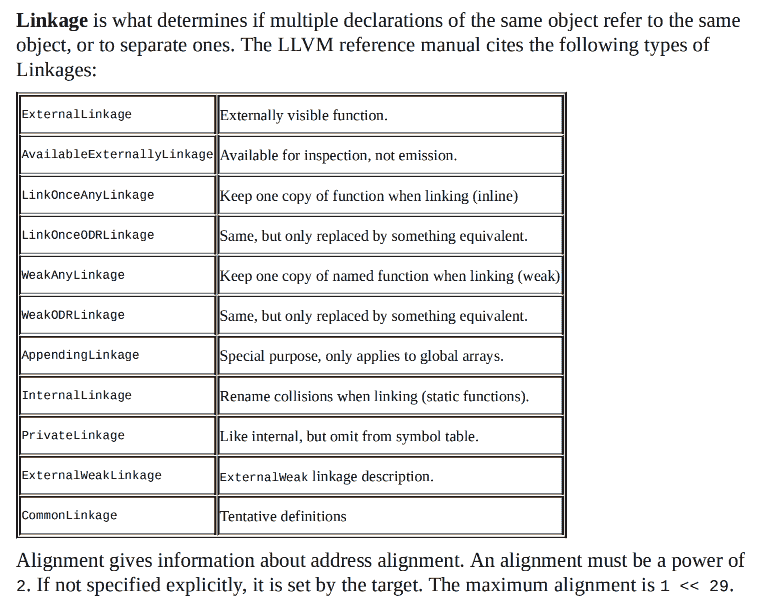 Linkage is what determines if multiple declarations of the same object refer to the same
object, or to separate ones. The LLVM reference manual cites the following types of
Linkages:
ExternalLinkage Externally visible function.
AvailableExternallyLinkage Available for inspection, not emission.
LinkOnceAnyLinkage Keep one copy of function when linking (inline)
LinkOnceODRLinkage Same, but only replaced by something equivalent.
WeakAnyLinkage Keep one copy of named function when linking (weak)
WeakODRLinkage Same, but only replaced by something equivalent.
AppendingLinkage Special purpose, only applies to global arrays.
InternalLinkage Rename collisions when linking (static functions).
PrivateLinkage Like internal, but omit from symbol table.
ExternalWeakLinkage ExternalWeak linkage description.
CommonLinkage Tentative definitions
Alignment gives information about address alignment. An alignment must be a power of
2. If not specified explicitly, it is set by the target. The maximum alignment is 1 << 29.